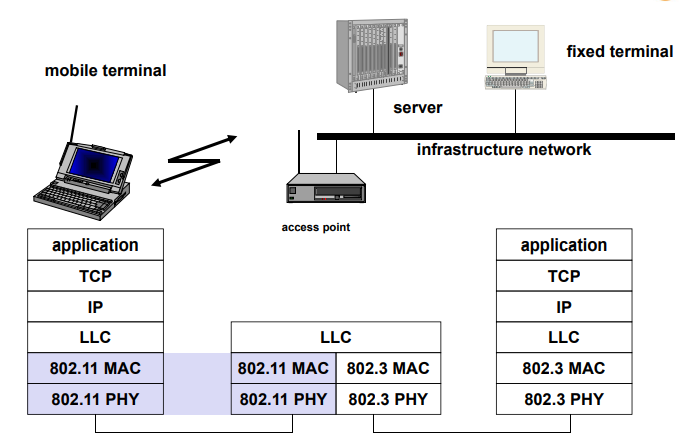 mobile terminal
fixed terminal
server
infrastructure network
access point
application
TCP
IP
LLC
802.11 MAC
802.11 PHY
LLC
802.11 MAC 802.3 MAC
802.11 PHY 802.3 PHY
application
TCP
IP
LLC
802.3 MAC
802.3 PHY